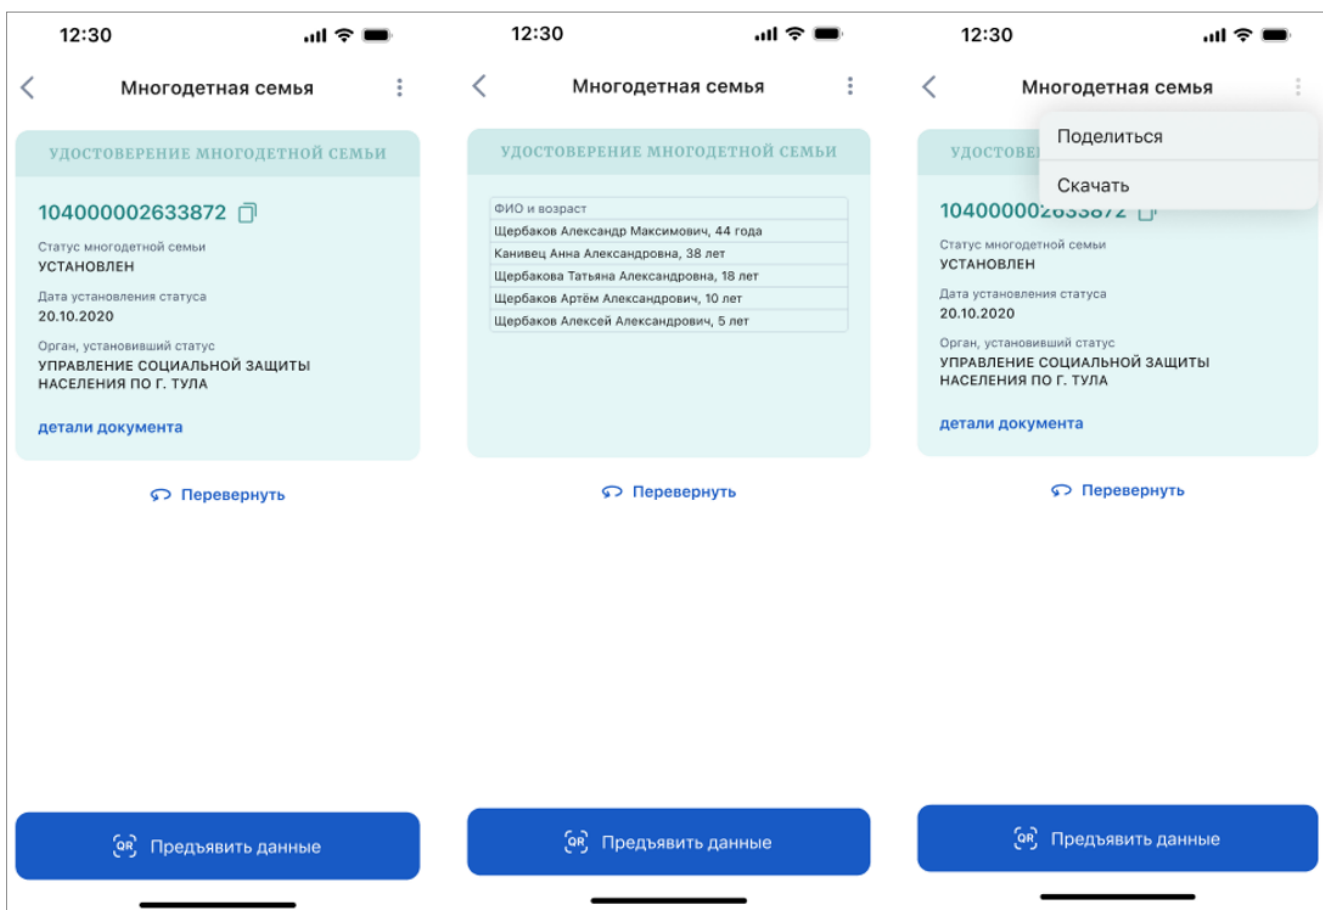 12:30
Многодетная семья
УДОСТОВЕРЕНИЕ МНОГОДЕТНОЙ СЕМЬИ
104000002633872
Статус многодетной семьи
УСТАНОВЛЕН
Дата установления статуса
20.10.2020
Орган, установивший статус
УПРАВЛЕНИЕ СОЦИАЛЬНОЙ ЗАЩИТЫ
НАСЕЛЕНИЯ ПО Г. ТУЛА
детали документа
Перевернуть
QR Предъявить данные
12:30
Многодетная семья
УДОСТОВЕРЕНИЕ МНОГОДЕТНОЙ СЕМЬИ
ФИО и возраст
Щербаков Александр Максимович, 44 года
Канивец Анна Александровна, 38 лет
Щербакова Татьяна Александровна, 18 лет
Щербаков Артём Александрович, 10 лет
Щербаков Алексей Александрович, 5 лет
Перевернуть
QR Предъявить данные
12:30
Многодетная семья
Поделиться
Скачать
УДОСТОВЕ
104000002633872
Статус многодетной семьи
УСТАНОВЛЕН
Дата установления статуса
20.10.2020
Орган, установивший статус
УПРАВЛЕНИЕ СОЦИАЛЬНОЙ ЗАЩИТЫ
НАСЕЛЕНИЯ ПО Г. ТУЛА
детали документа
Перевернуть
QR Предъявить данные